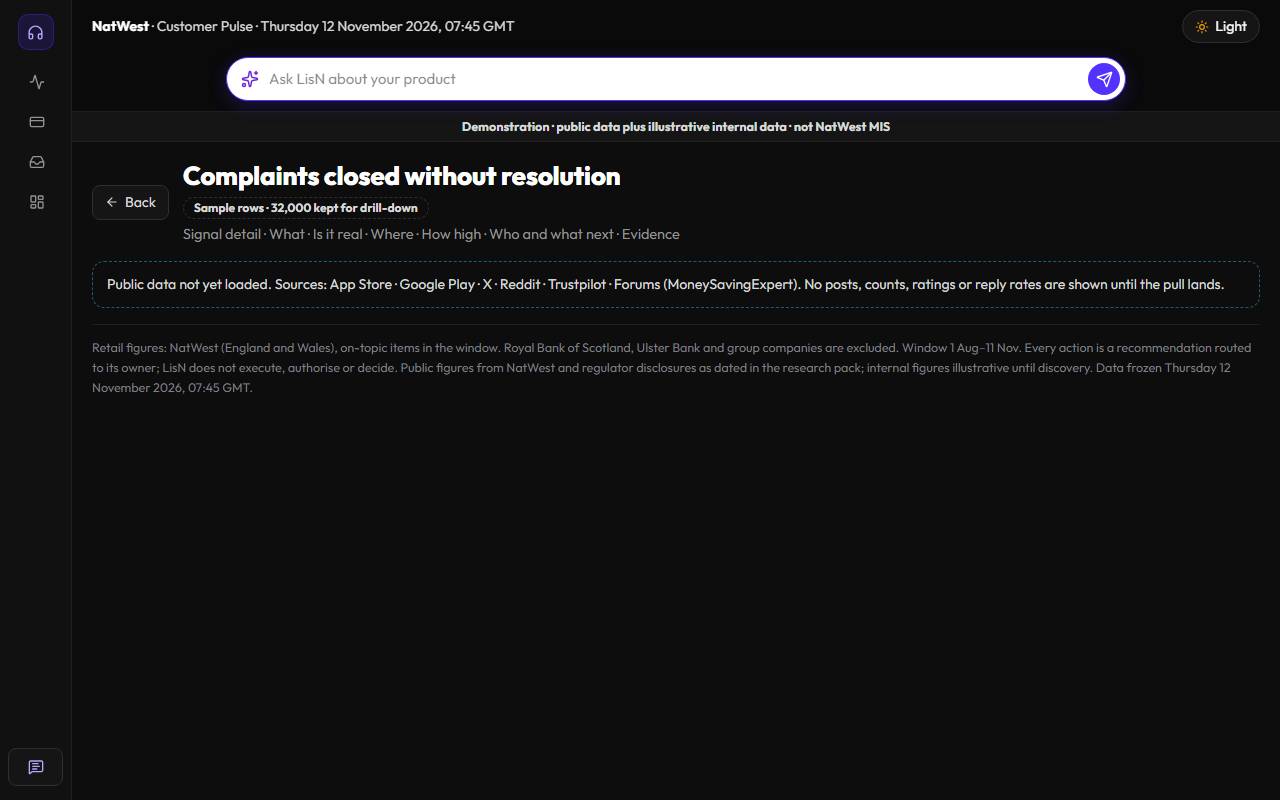 NatWest · Customer Pulse · Thursday 12 November 2026, 07:45 GMT
Light
Ask LisN about your product
Demonstration · public data plus illustrative internal data · not NatWest MIS
Back
Complaints closed without resolution
Sample rows · 32,000 kept for drill-down
Signal detail · What · Is it real · Where · How high · Who and what next · Evidence
Public data not yet loaded. Sources: App Store · Google Play · X · Reddit · Trustpilot · Forums (MoneySavingExpert). No posts, counts, ratings or reply rates are shown until the pull lands.
Retail figures: NatWest (England and Wales), on-topic items in the window. Royal Bank of Scotland, Ulster Bank and group companies are excluded. Window 1 Aug–11 Nov. Every action is a recommendation routed
to its owner; LisN does not execute, authorise or decide. Public figures from NatWest and regulator disclosures as dated in the research pack; internal figures illustrative until discovery. Data frozen Thursday 12
November 2026, 07:45 GMT.